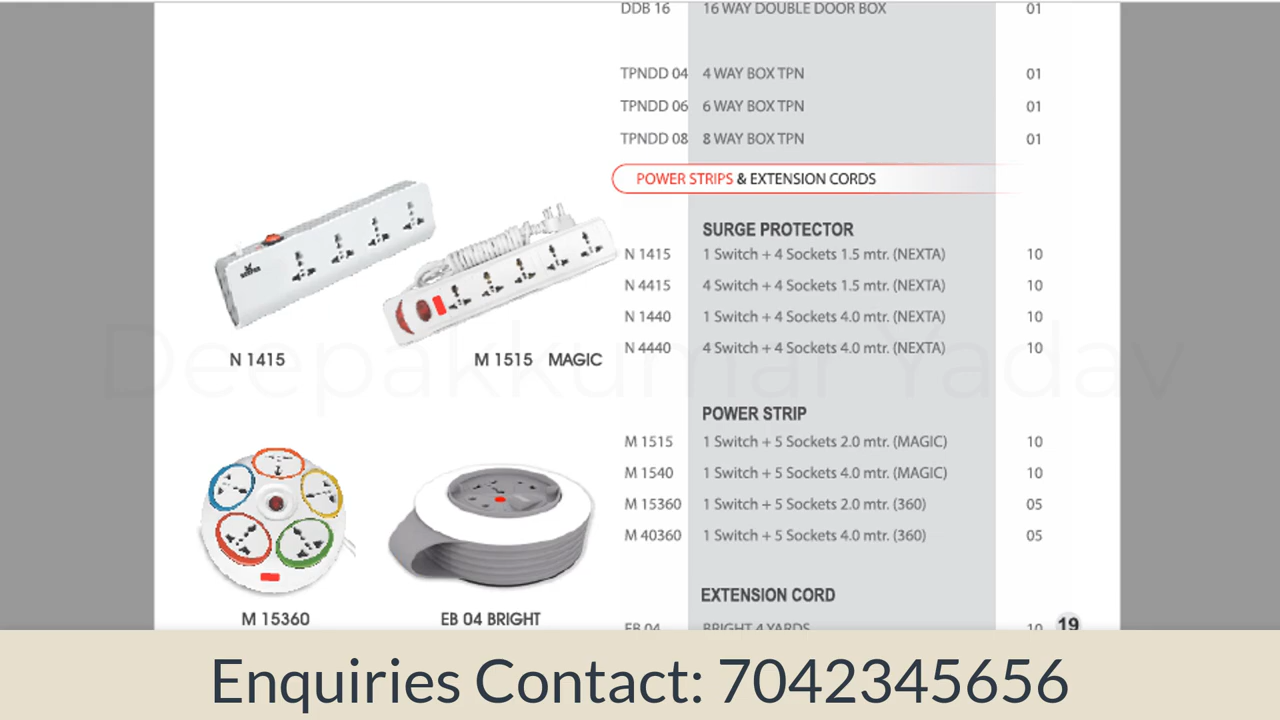 DDB 16 16 WAY DOUBLE DOOR BOX 01
TPNDD 04 4 WAY BOX TPN 01
TPNDD 06 6 WAY BOX TPN 01
TPNDD 08 8 WAY BOX TPN 01
POWER STRIPS & EXTENSION CORDS
SURGE PROTECTOR
N 1415 1 Switch + 4 Sockets 1.5 mtr. (NEXTA) 10
N 4415 4 Switch + 4 Sockets 1.5 mtr. (NEXTA) 10
N 1440 1 Switch + 4 Sockets 4.0 mtr. (NEXTA) 10
N 4440 4 Switch + 4 Sockets 4.0 mtr. (NEXTA) 10
N 1415
M 1515 MAGIC
Deepakkumar Yadav
POWER STRIP
M 1515 1 Switch + 5 Sockets 2.0 mtr. (MAGIC) 10
M 1540 1 Switch + 5 Sockets 4.0 mtr. (MAGIC) 10
M 15360 1 Switch + 5 Sockets 2.0 mtr. (360) 05
M 40360 1 Switch + 5 Sockets 4.0 mtr. (360) 05
EXTENSION CORD
M 15360
EB 04 BRIGHT
EB 04 BRIGHT 4 YARDS 10
19
Enquiries Contact: 7042345656